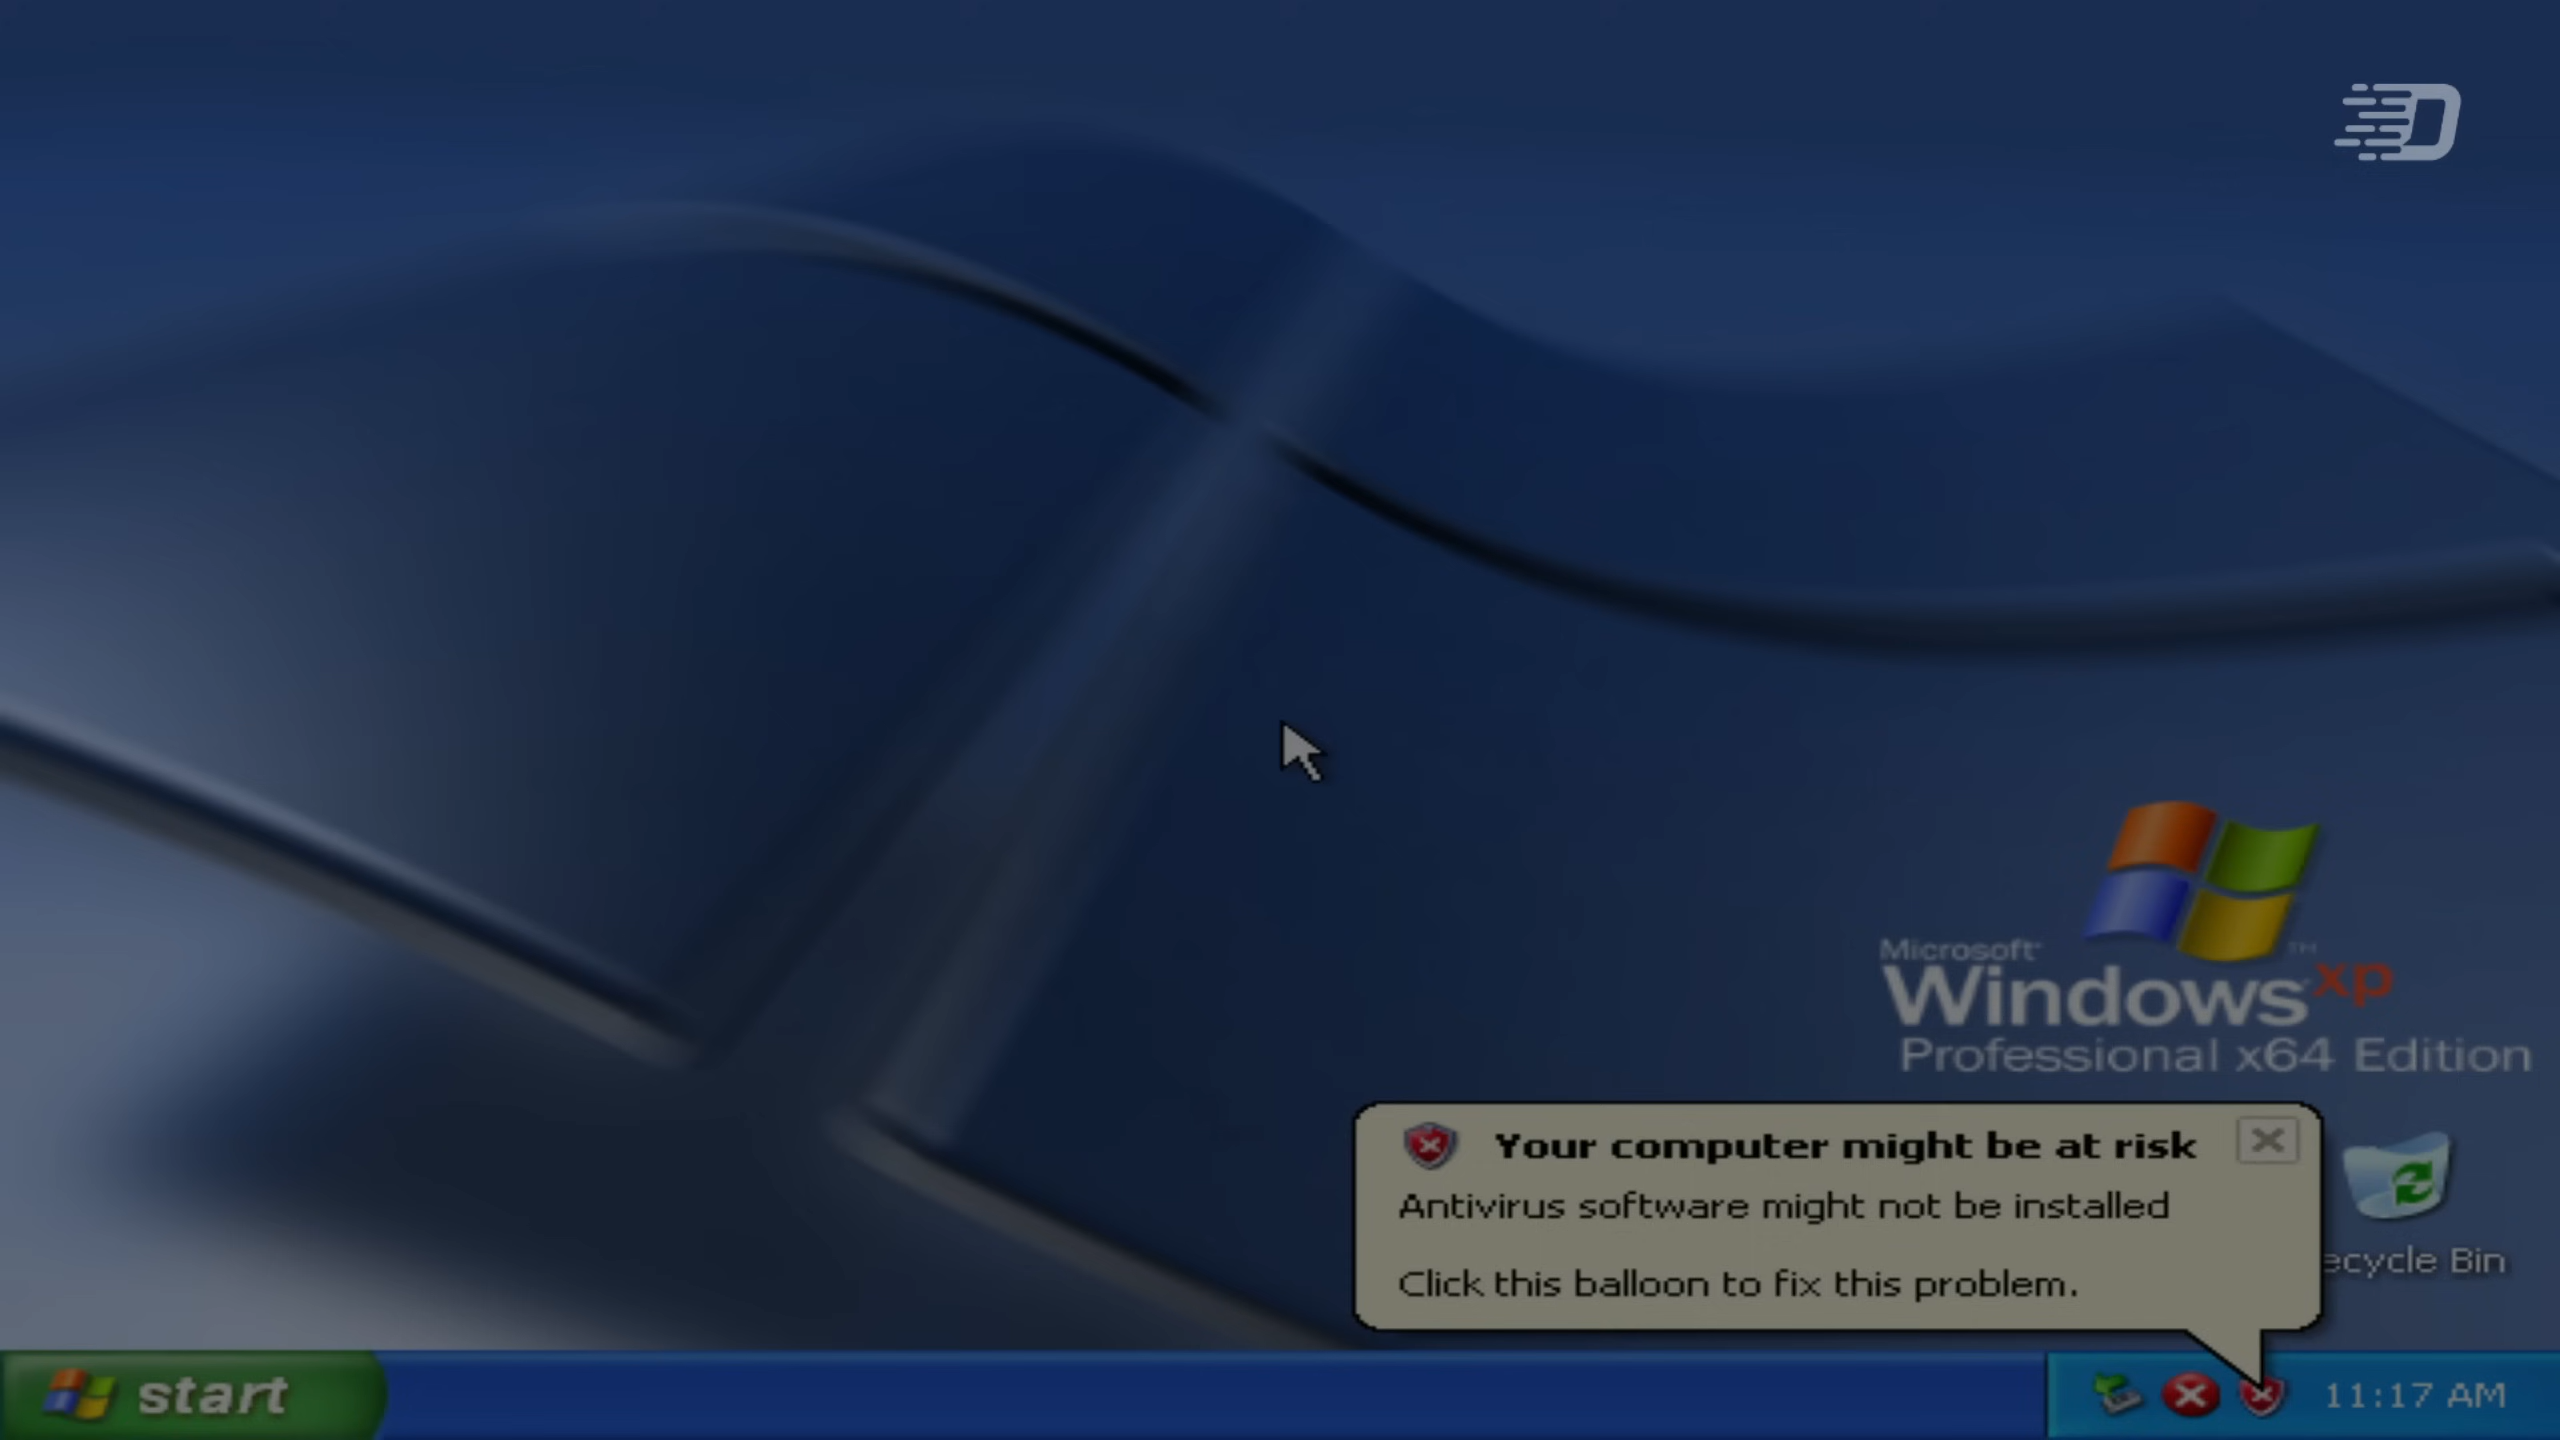 Microsoft®
Windows xp
Professional x64 Edition
Your computer might be at risk
Antivirus software might not be installed
Click this balloon to fix this problem.
ecycle Bin
start
11:17 AM